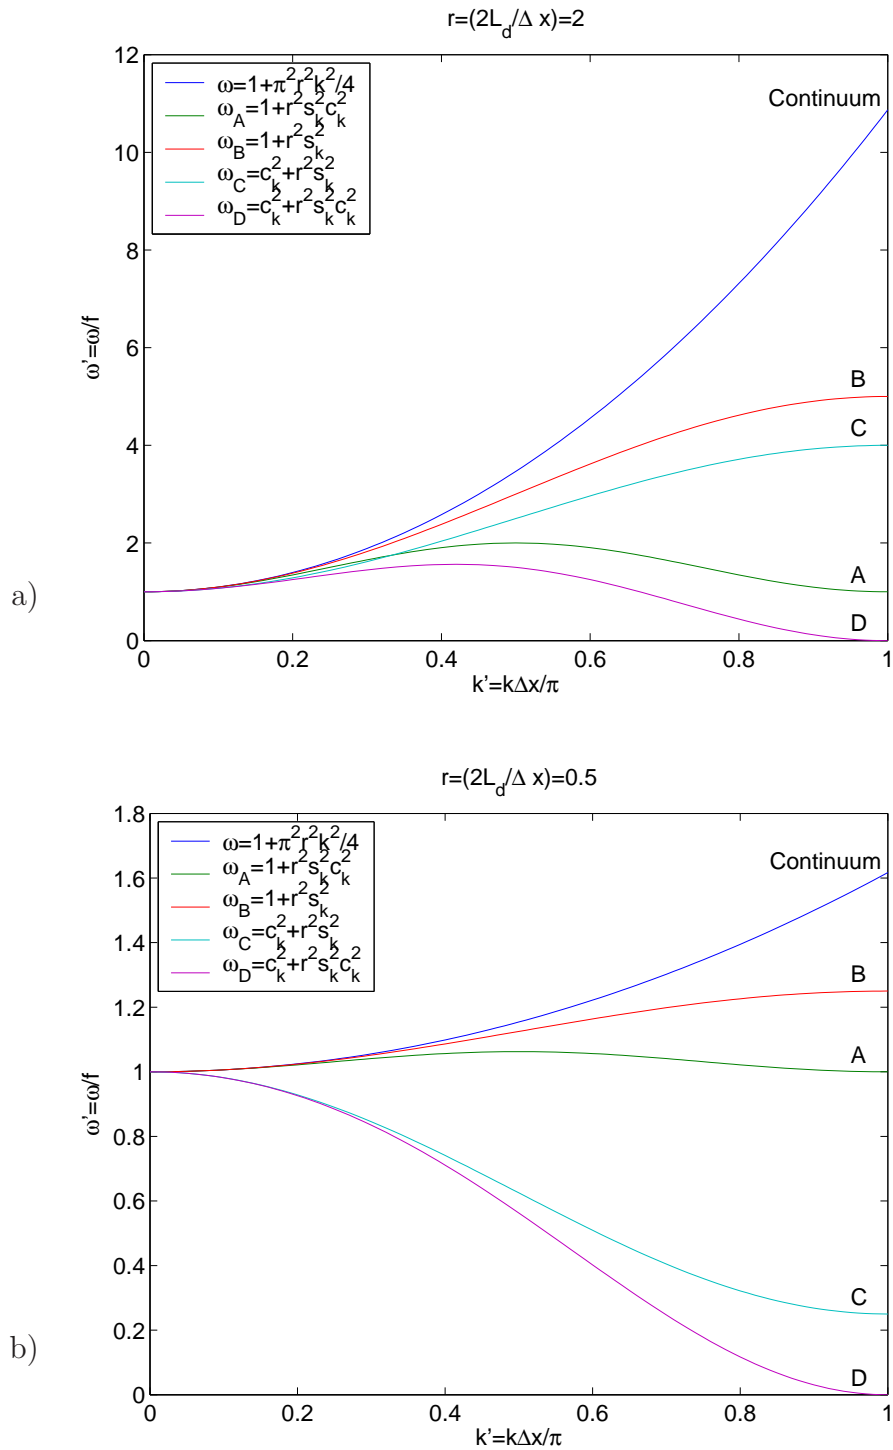 r=(2L_d/Δ x)=2
12
10
8
6
4
2
0
ω'=ω/f
ω=1+π²r²k²/4
ω_A=1+r²s_k²c_k²
ω_B=1+r²s_k²
ω_C=c_k²+r²s_k²
ω_D=c_k²+r²s_k²c_k²
Continuum
B
C
A
D
a)
0 0.2 0.4 0.6 0.8 1
k'=kΔx/π
r=(2L_d/Δ x)=0.5
1.8
1.6
1.4
1.2
1
0.8
0.6
0.4
0.2
0
ω'=ω/f
ω=1+π²r²k²/4
ω_A=1+r²s_k²c_k²
ω_B=1+r²s_k²
ω_C=c_k²+r²s_k²
ω_D=c_k²+r²s_k²c_k²
Continuum
B
A
C
D
b)
0 0.2 0.4 0.6 0.8 1
k'=kΔx/π